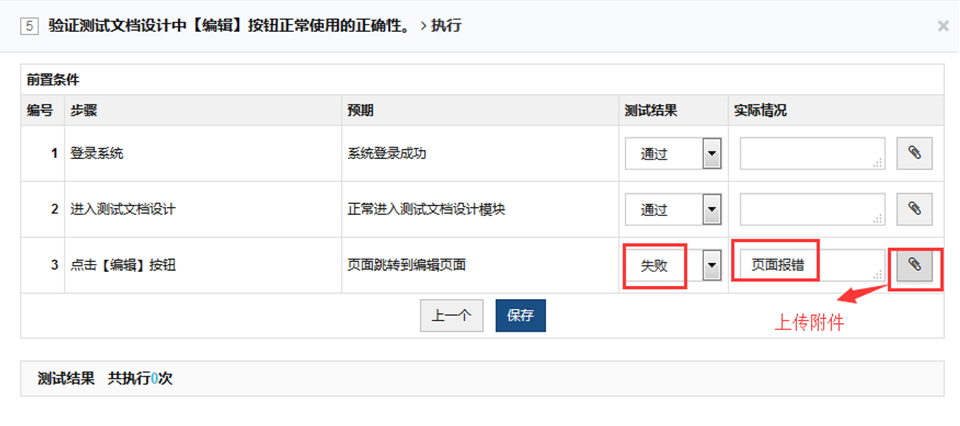 5 验证测试文档设计中【编辑】按钮正常使用的正确性。 > 执行 ×
前置条件
编号 步骤 预期 测试结果 实际情况
1 登录系统 系统登录成功 通过
2 进入测试文档设计 正常进入测试文档设计模块 通过
3 点击【编辑】按钮 页面跳转到编辑页面 失败 页面报错
上一个 保存
上传附件
测试结果 共执行0次